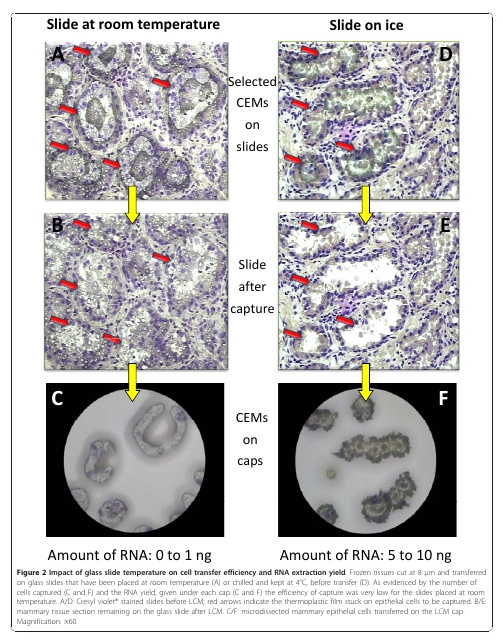 Slide at room temperature
Slide on ice
A
D
Selected
CEMs
on
slides
B
E
Slide
after
capture
C
F
CEMs
on
caps
Amount of RNA: 0 to 1 ng
Amount of RNA: 5 to 10 ng
Figure 2 Impact of glass slide temperature on cell transfer efficiency and RNA extraction yield. Frozen tissues cut at 8 μm and transferred
on glass slides that have been placed at room temperature (A) or chilled and kept at 4°C, before transfer (D). As evidenced by the number of
cells captured (C and F) and the RNA yield, given under each cap (C and F) the efficiency of capture was very low for the slides placed at room
temperature. A/D: Cresyl violet® stained slides before LCM; red arrows indicate the thermoplastic film stuck on epithelial cells to be captured. B/E:
mammary tissue section remaining on the glass slide after LCM. C/F: microdissected mammary epithelial cells transferred on the LCM cap.
Magnification: ×60.